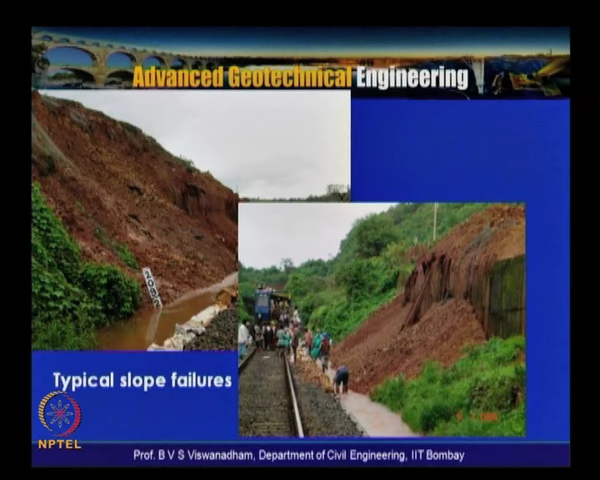 Advanced Geotechnical Engineering
Typical slope failures
NPTEL
Prof. B V S Viswanadham, Department of Civil Engineering, IIT Bombay